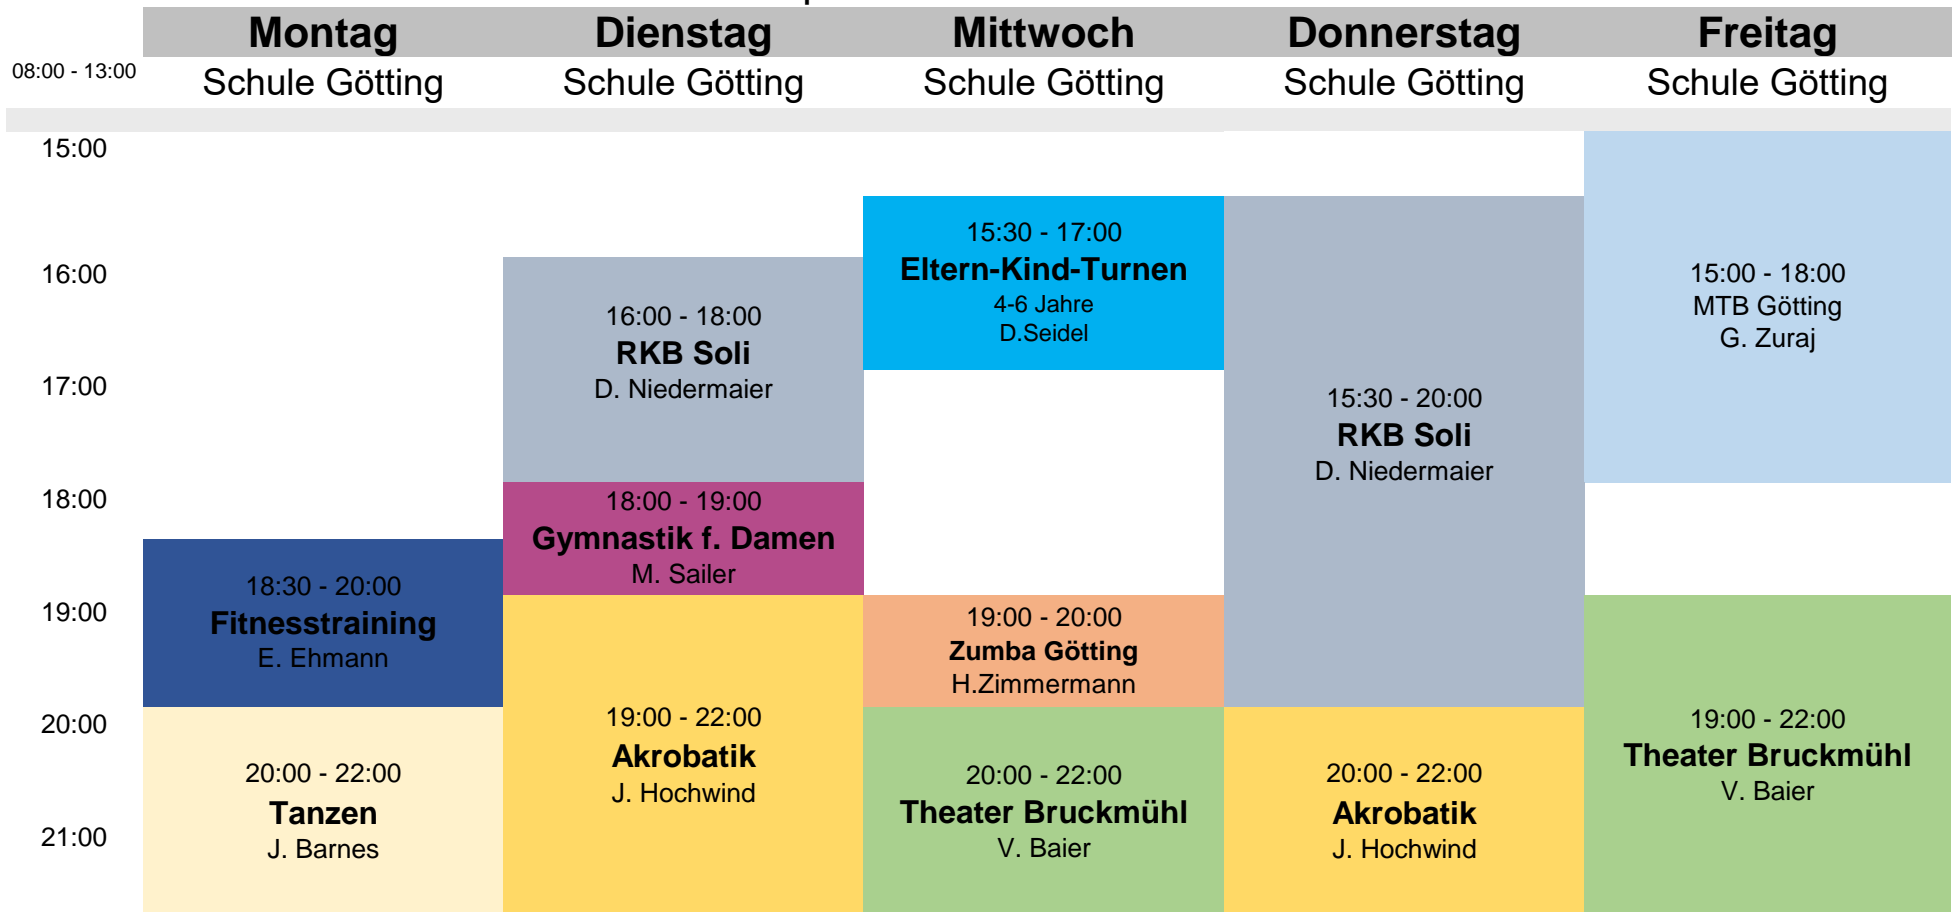 Montag Dienstag Mittwoch Donnerstag Freitag
08:00 - 13:00 Schule Götting Schule Götting Schule Götting Schule Götting Schule Götting
15:00
16:00
17:00
18:00
19:00
20:00
21:00
18:30 - 20:00
Fitnesstraining
E. Ehmann
20:00 - 22:00
Tanzen
J. Barnes
16:00 - 18:00
RKB Soli
D. Niedermaier
18:00 - 19:00
Gymnastik f. Damen
M. Sailer
19:00 - 22:00
Akrobatik
J. Hochwind
15:30 - 17:00
Eltern-Kind-Turnen
4-6 Jahre
D.Seidel
19:00 - 20:00
Zumba Götting
H.Zimmermann
20:00 - 22:00
Theater Bruckmühl
V. Baier
15:30 - 20:00
RKB Soli
D. Niedermaier
20:00 - 22:00
Akrobatik
J. Hochwind
15:00 - 18:00
MTB Götting
G. Zuraj
19:00 - 22:00
Theater Bruckmühl
V. Baier